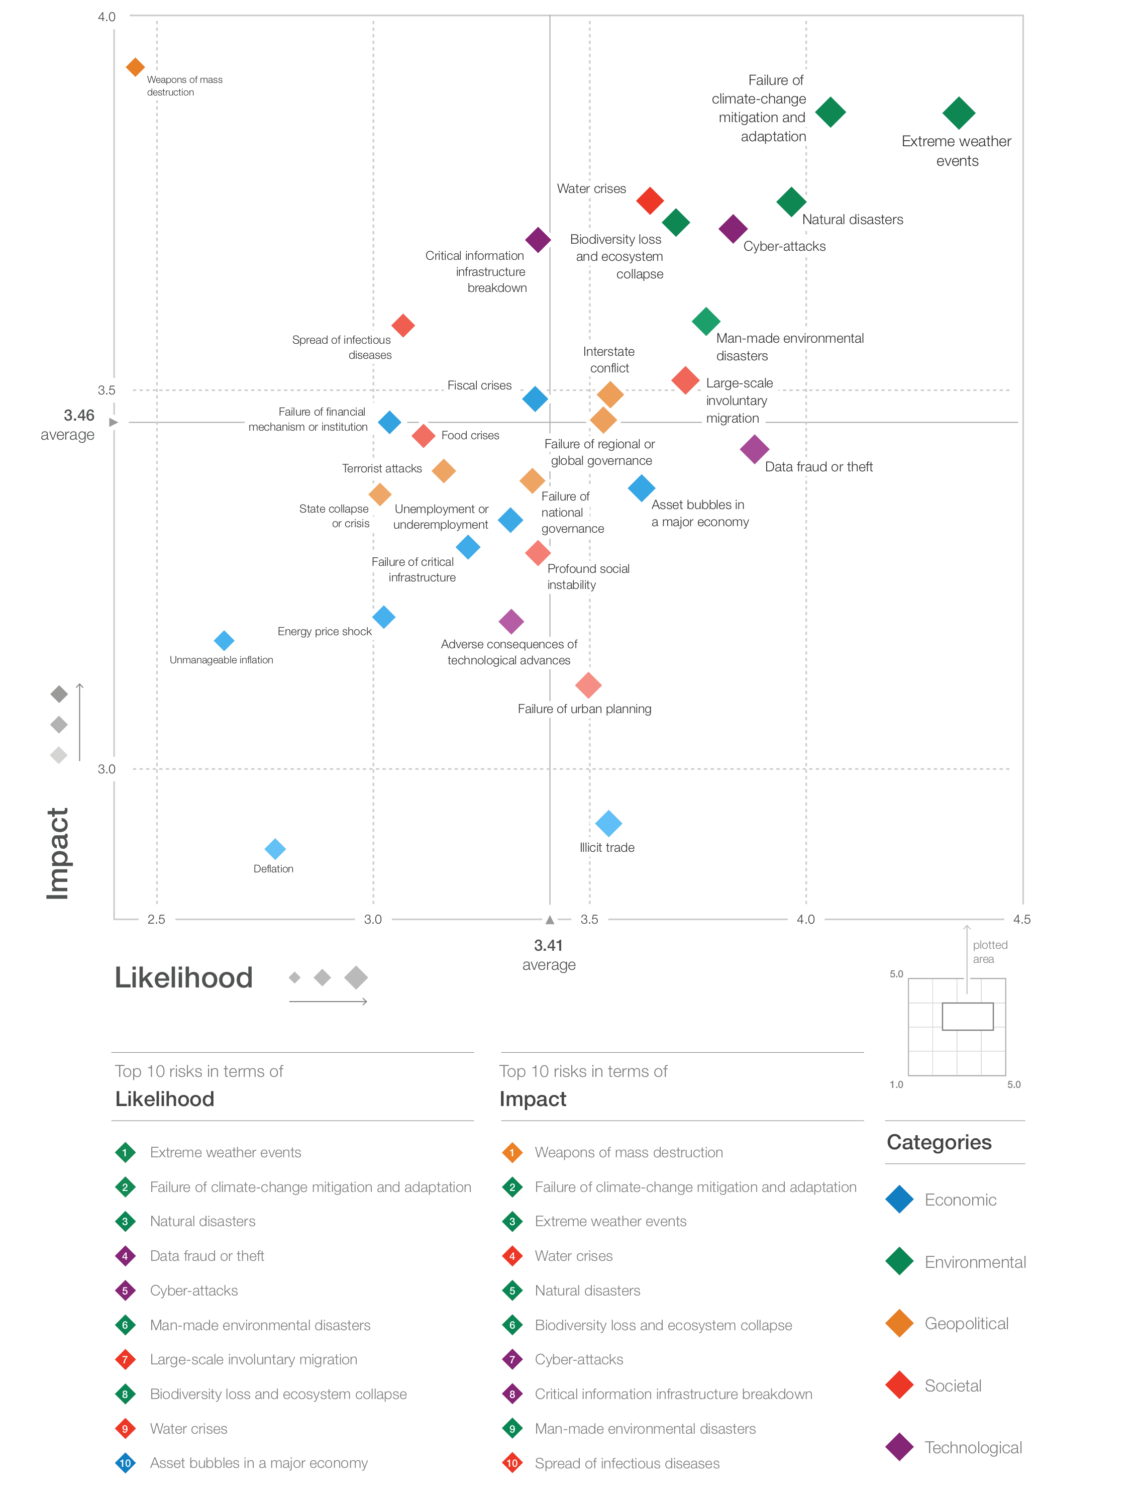 4.0
Weapons of mass
destruction
Failure of
climate-change
mitigation and
adaptation
Extreme weather
events
Water crises
Natural disasters
Biodiversity loss
and ecosystem
collapse
Cyber-attacks
Critical information
infrastructure
breakdown
Spread of infectious
diseases
Man-made environmental
disasters
Interstate
conflict
Large-scale
involuntary
migration
3.5
Fiscal crises
3.46
average
Failure of financial
mechanism or institution
Food crises
Failure of regional or
global governance
Data fraud or theft
Terrorist attacks
State collapse
or crisis
Unemployment or
underemployment
Failure of
national
governance
Asset bubbles in
a major economy
Failure of critical
infrastructure
Profound social
instability
Energy price shock
Unmanageable inflation
Adverse consequences of
technological advances
Failure of urban planning
3.0
Impact
Illicit trade
Deflation
2.5
3.0
3.5
4.0
4.5
3.41
average
Likelihood
plotted
area
5.0
1.0
5.0
Top 10 risks in terms of
Likelihood
1 Extreme weather events
2 Failure of climate-change mitigation and adaptation
3 Natural disasters
4 Data fraud or theft
5 Cyber-attacks
6 Man-made environmental disasters
7 Large-scale involuntary migration
8 Biodiversity loss and ecosystem collapse
9 Water crises
10 Asset bubbles in a major economy
Top 10 risks in terms of
Impact
1 Weapons of mass destruction
2 Failure of climate-change mitigation and adaptation
3 Extreme weather events
4 Water crises
5 Natural disasters
6 Biodiversity loss and ecosystem collapse
7 Cyber-attacks
8 Critical information infrastructure breakdown
9 Man-made environmental disasters
10 Spread of infectious diseases
Categories
Economic
Environmental
Geopolitical
Societal
Technological